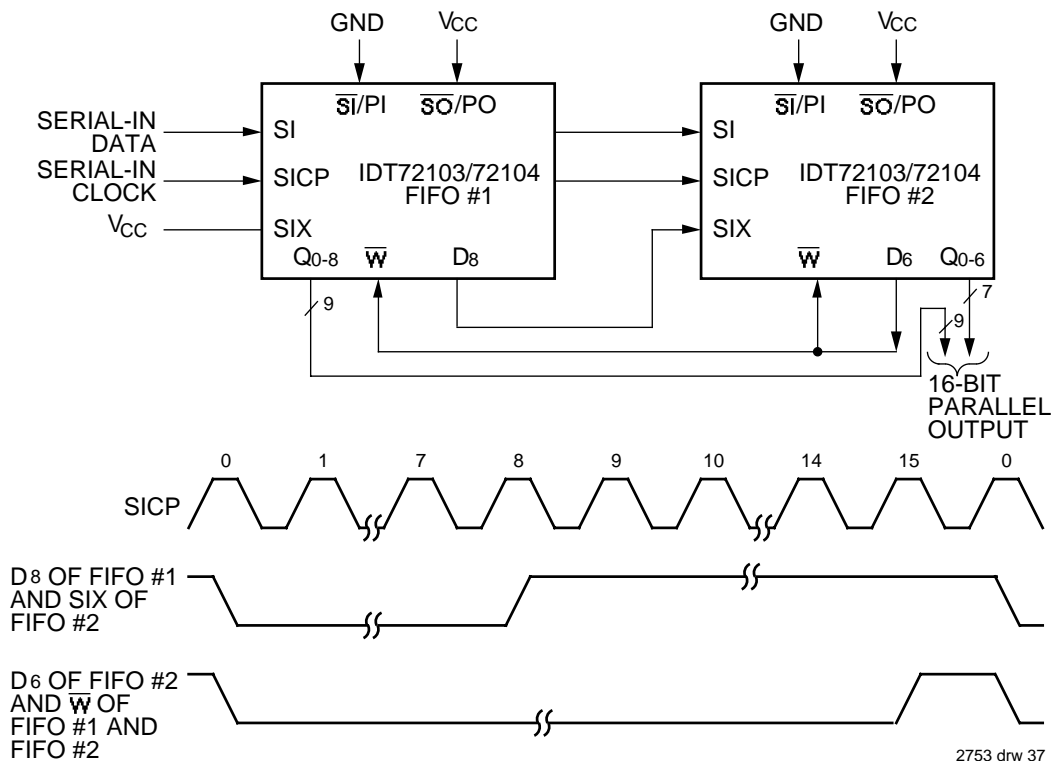 GND VCC GND VCC
SI/PI SO/PO SI/PI SO/PO
SERIAL-IN
DATA
SI SI
SERIAL-IN
CLOCK
SICP IDT72103/72104 SICP IDT72103/72104
FIFO #1 FIFO #2
VCC SIX SIX
Q0-8 W D8 W D6 Q0-6
9 9 7
16-BIT
PARALLEL
OUTPUT
0 1 7 8 9 10 14 15 0
SICP
D8 OF FIFO #1
AND SIX OF
FIFO #2
D6 OF FIFO #2
AND W OF
FIFO #1 AND
FIFO #2
2753 drw 37